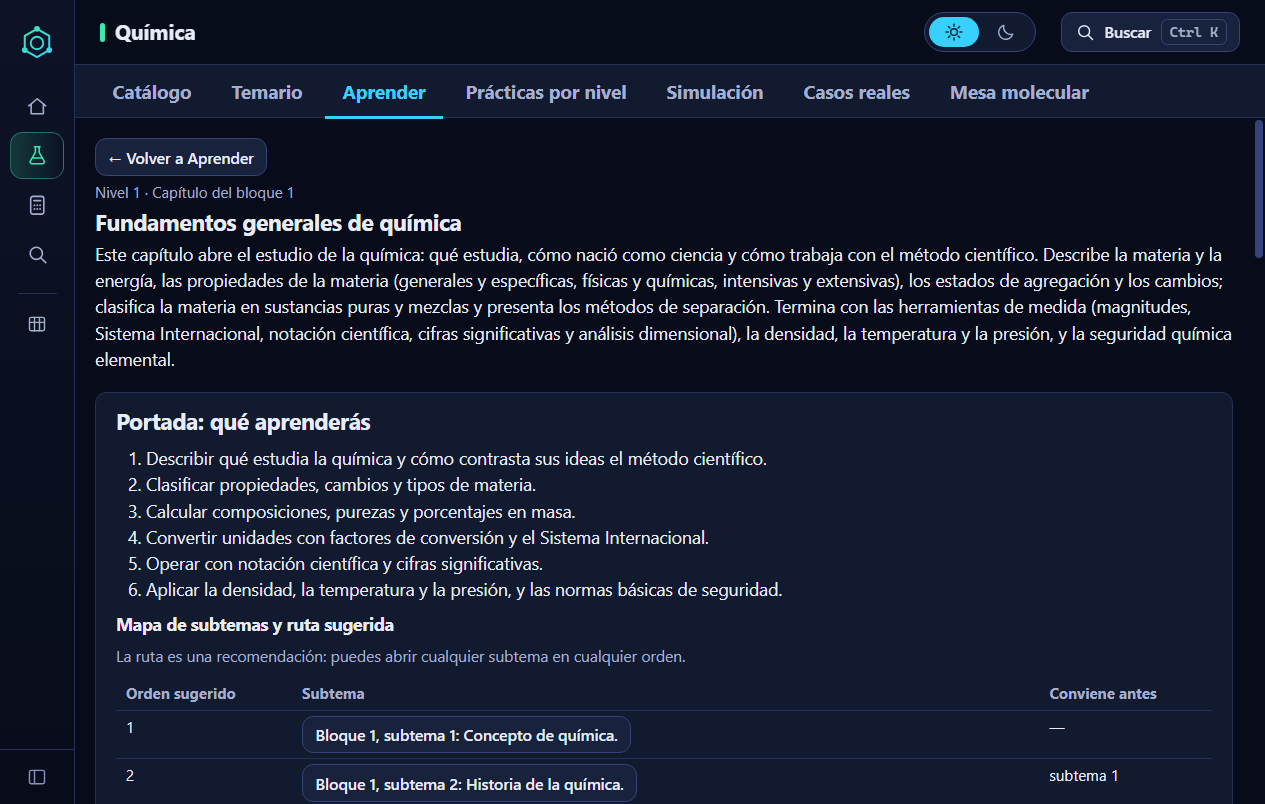 Química
Buscar Ctrl K
Catálogo Temario Aprender Prácticas por nivel Simulación Casos reales Mesa molecular
← Volver a Aprender
Nivel 1 · Capítulo del bloque 1
Fundamentos generales de química
Este capítulo abre el estudio de la química: qué estudia, cómo nació como ciencia y cómo trabaja con el método científico. Describe la materia y la
energía, las propiedades de la materia (generales y específicas, físicas y químicas, intensivas y extensivas), los estados de agregación y los cambios;
clasifica la materia en sustancias puras y mezclas y presenta los métodos de separación. Termina con las herramientas de medida (magnitudes,
Sistema Internacional, notación científica, cifras significativas y análisis dimensional), la densidad, la temperatura y la presión, y la seguridad química
elemental.
Portada: qué aprenderás
1. Describir qué estudia la química y cómo contrasta sus ideas el método científico.
2. Clasificar propiedades, cambios y tipos de materia.
3. Calcular composiciones, purezas y porcentajes en masa.
4. Convertir unidades con factores de conversión y el Sistema Internacional.
5. Operar con notación científica y cifras significativas.
6. Aplicar la densidad, la temperatura y la presión, y las normas básicas de seguridad.
Mapa de subtemas y ruta sugerida
La ruta es una recomendación: puedes abrir cualquier subtema en cualquier orden.
Orden sugerido Subtema Conviene antes
1 Bloque 1, subtema 1: Concepto de química. —
2 Bloque 1, subtema 2: Historia de la química. subtema 1